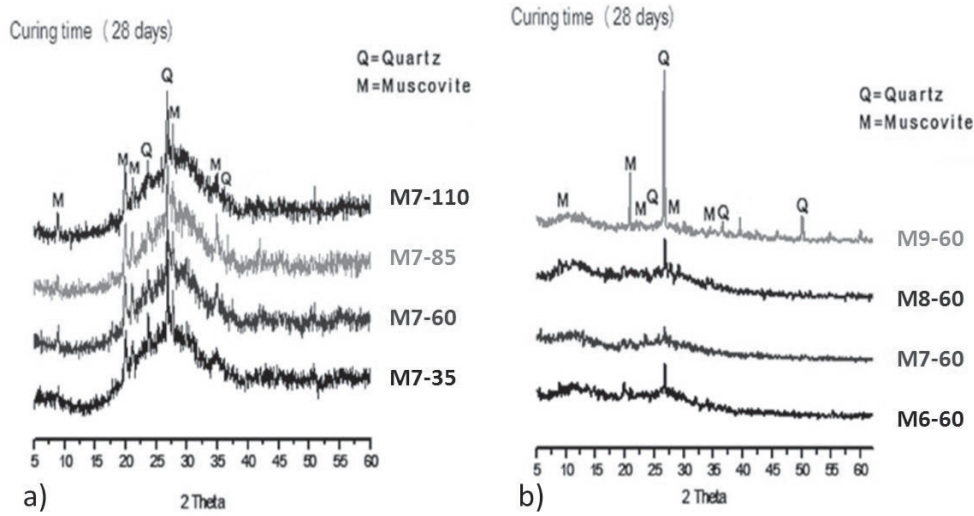 Curing time (28 days)
Q=Quartz
M=Muscovite
Q
M
M
M
Q
M
Q
M
M7-110
M7-85
M7-60
M7-35
5 10 15 20 25 30 35 40 45 50 55 60
2 Theta
a)
Curing time (28 days)
Q=Quartz
M=Muscovite
Q
M
M
Q
M
M
M
Q
Q
M9-60
M8-60
M7-60
M6-60
5 10 15 20 25 30 35 40 45 50 55 60
2 Theta
b)